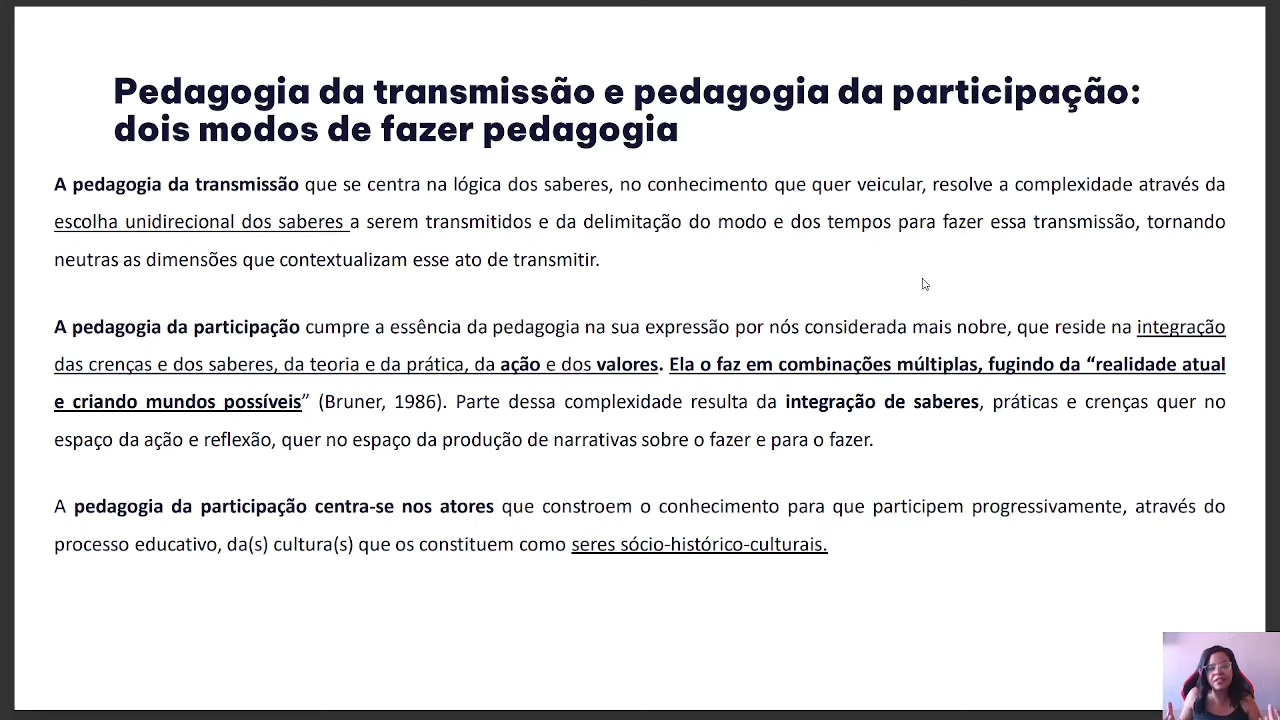 Pedagogia da transmissão e pedagogia da participação:
dois modos de fazer pedagogia
A pedagogia da transmissão que se centra na lógica dos saberes, no conhecimento que quer veicular, resolve a complexidade através da
escolha unidirecional dos saberes a serem transmitidos e da delimitação do modo e dos tempos para fazer essa transmissão, tornando
neutras as dimensões que contextualizam esse ato de transmitir.
A pedagogia da participação cumpre a essência da pedagogia na sua expressão por nós considerada mais nobre, que reside na integração
das crenças e dos saberes, da teoria e da prática, da ação e dos valores. Ela o faz em combinações múltiplas, fugindo da “realidade atual
e criando mundos possíveis” (Bruner, 1986). Parte dessa complexidade resulta da integração de saberes, práticas e crenças quer no
espaço da ação e reflexão, quer no espaço da produção de narrativas sobre o fazer e para o fazer.
A pedagogia da participação centra-se nos atores que constroem o conhecimento para que participem progressivamente, através do
processo educativo, da(s) cultura(s) que os constituem como seres sócio-histórico-culturais.